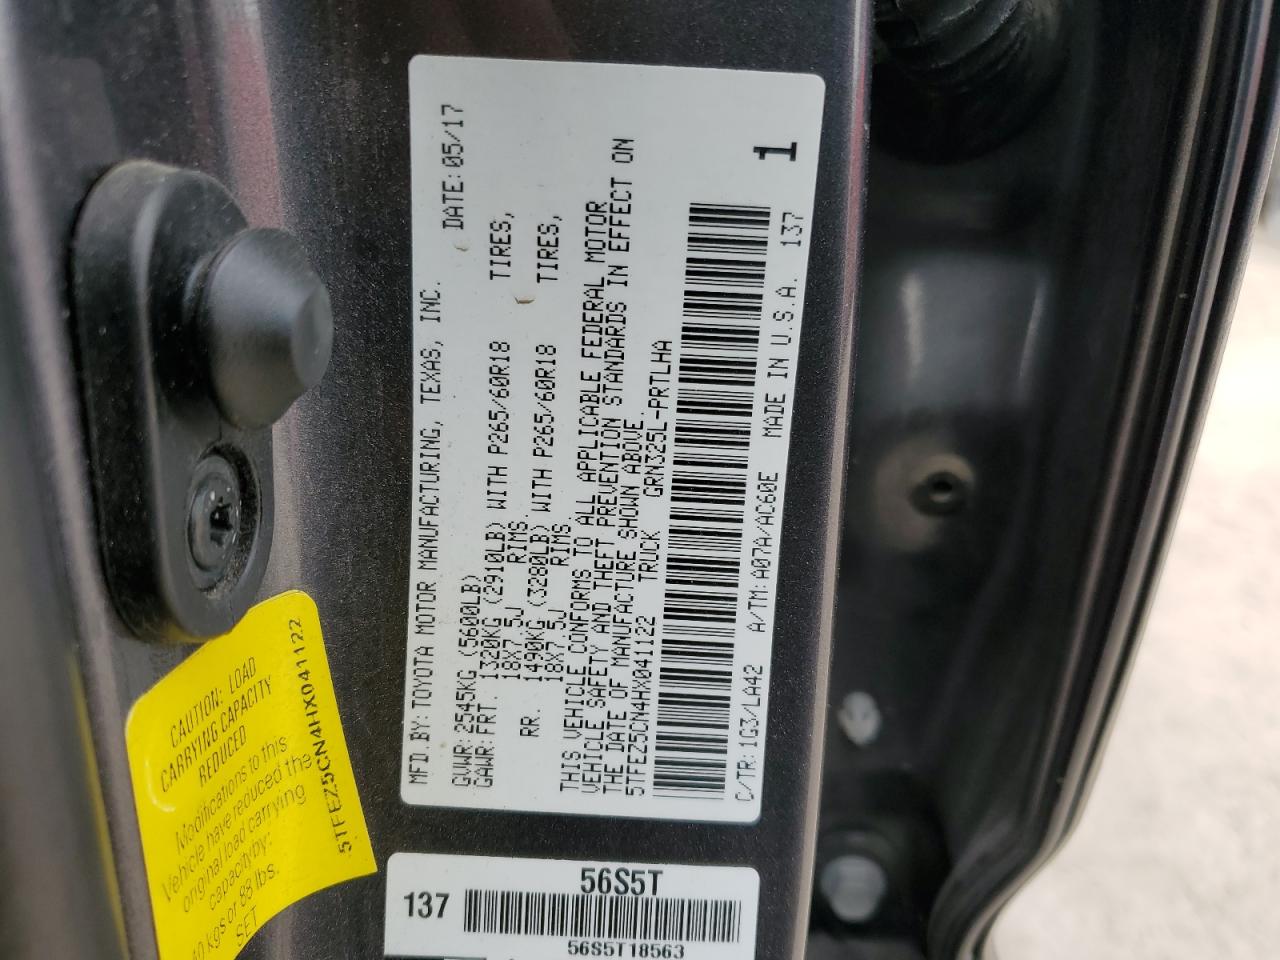 MFD.BY:TOYOTA MOTOR MANUFACTURING, TEXAS, INC.
DATE:05/17
GVWR:2545KG (5600LB)
GAWR:FRT. 1320KG (2910LB) WITH P265/60R18 TIRES,
18X7.5J RIMS.
RR. 1490KG (3280LB) WITH P265/60R18 TIRES,
18X7.5J RIMS.
THIS VEHICLE CONFORMS TO ALL APPLICABLE FEDERAL MOTOR
VEHICLE SAFETY AND THEFT PREVENTION STANDARDS IN EFFECT ON
THE DATE OF MANUFACTURE SHOWN ABOVE.
5TFEZ5CN4HX041122 TRUCK GRN325L-PRTLHA
C/TR:1G3/LA42 A/TM:A07A/AC60E MADE IN U.S.A. 137
1
CAUTION: LOAD
CARRYING CAPACITY
REDUCED
Modifications to this
Vehicle have reduced the
original load carrying
capacity by:
40 kgs or 88 lbs.
SET
5TFEZ5CN4HX041122
56S5T
137
56S5T18563